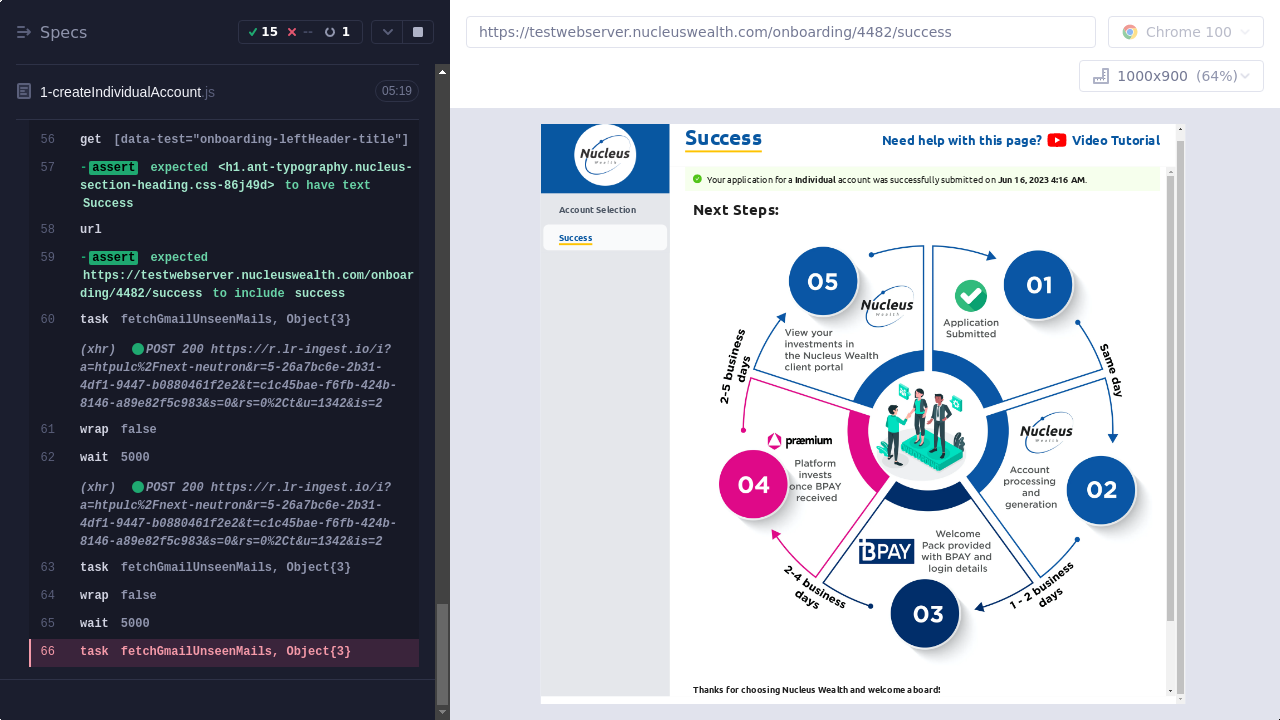 Specs
15
--
1
1-createIndividualAccount.js
05:19
56 get [data-test="onboarding-leftHeader-title"]
57 -assert expected <h1.ant-typography.nucleus-
section-heading.css-86j49d> to have text
Success
58 url
59 -assert expected
https://testwebserver.nucleuswealth.com/onboar
ding/4482/success to include success
60 task fetchGmailUnseenMails, Object{3}
(xhr) POST 200 https://r.lr-ingest.io/i?
a=htpulc%2Fnext-neutron&r=5-26a7bc6e-2b31-
4df1-9447-b0880461f2e2&t=c1c45bae-f6fb-424b-
8146-a89e82f5c983&s=0&rs=0%2Ct&u=1342&is=2
61 wrap false
62 wait 5000
(xhr) POST 200 https://r.lr-ingest.io/i?
a=htpulc%2Fnext-neutron&r=5-26a7bc6e-2b31-
4df1-9447-b0880461f2e2&t=c1c45bae-f6fb-424b-
8146-a89e82f5c983&s=0&rs=0%2Ct&u=1342&is=2
63 task fetchGmailUnseenMails, Object{3}
64 wrap false
65 wait 5000
66 task fetchGmailUnseenMails, Object{3}
https://testwebserver.nucleuswealth.com/onboarding/4482/success
Chrome 100
1000x900 (64%)
Nucleus
Wealth
Account Selection
Success
Success
Need help with this page? Video Tutorial
Your application for a Individual account was successfully submitted on Jun 16, 2023 4:16 AM.
Next Steps:
01
Application
Submitted
Same day
Nucleus
Wealth
Account
processing
and
generation
02
1 - 2 business
days
Welcome
Pack provided
with BPAY and
login details
BPAY
03
2-4 business
days
præmium
Platform
invests
once BPAY
received
04
2-5 business
days
05
Nucleus
Wealth
View your
investments in
the Nucleus Wealth
client portal
Thanks for choosing Nucleus Wealth and welcome aboard!